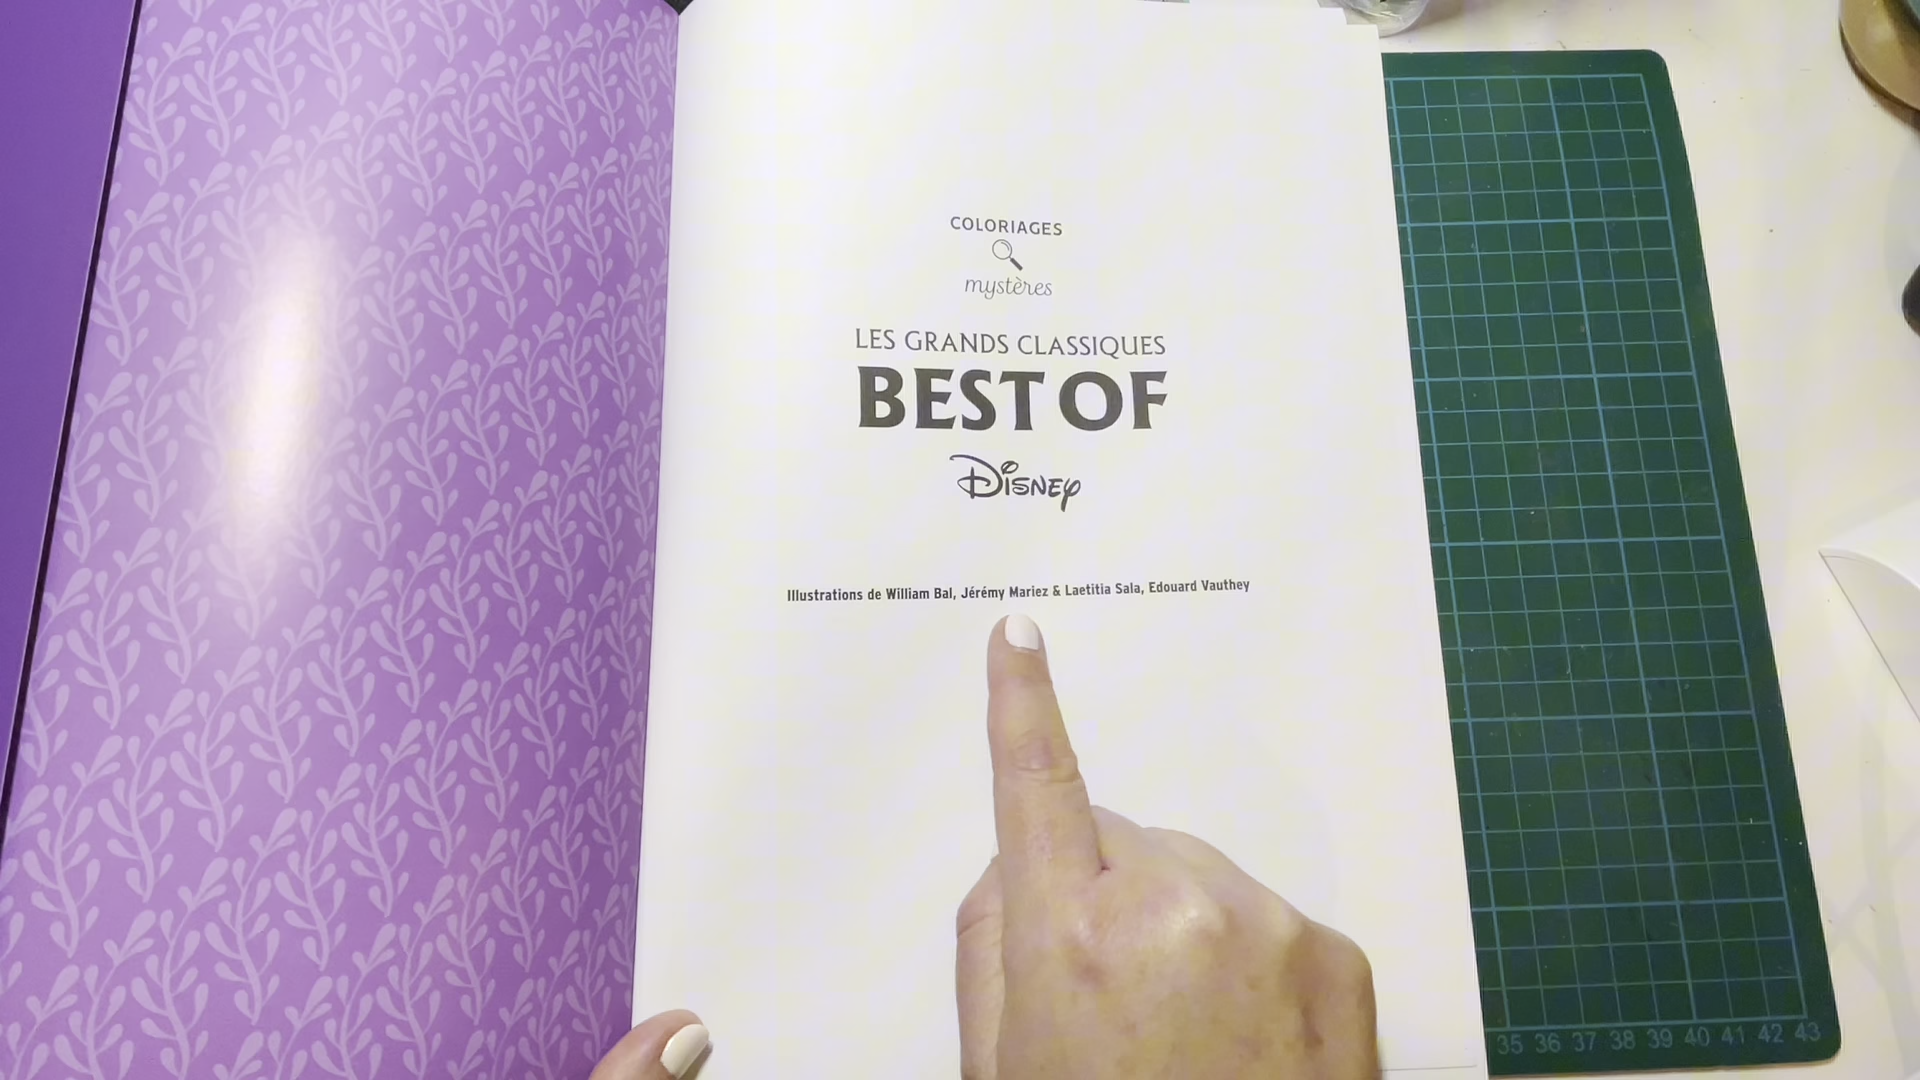 COLORIAGES
mystères
LES GRANDS CLASSIQUES
BEST OF
Disney
Illustrations de William Bal, Jérémy Mariez & Laetitia Sala, Edouard Vauthey
35 36 37 38 39 40 41 42 43